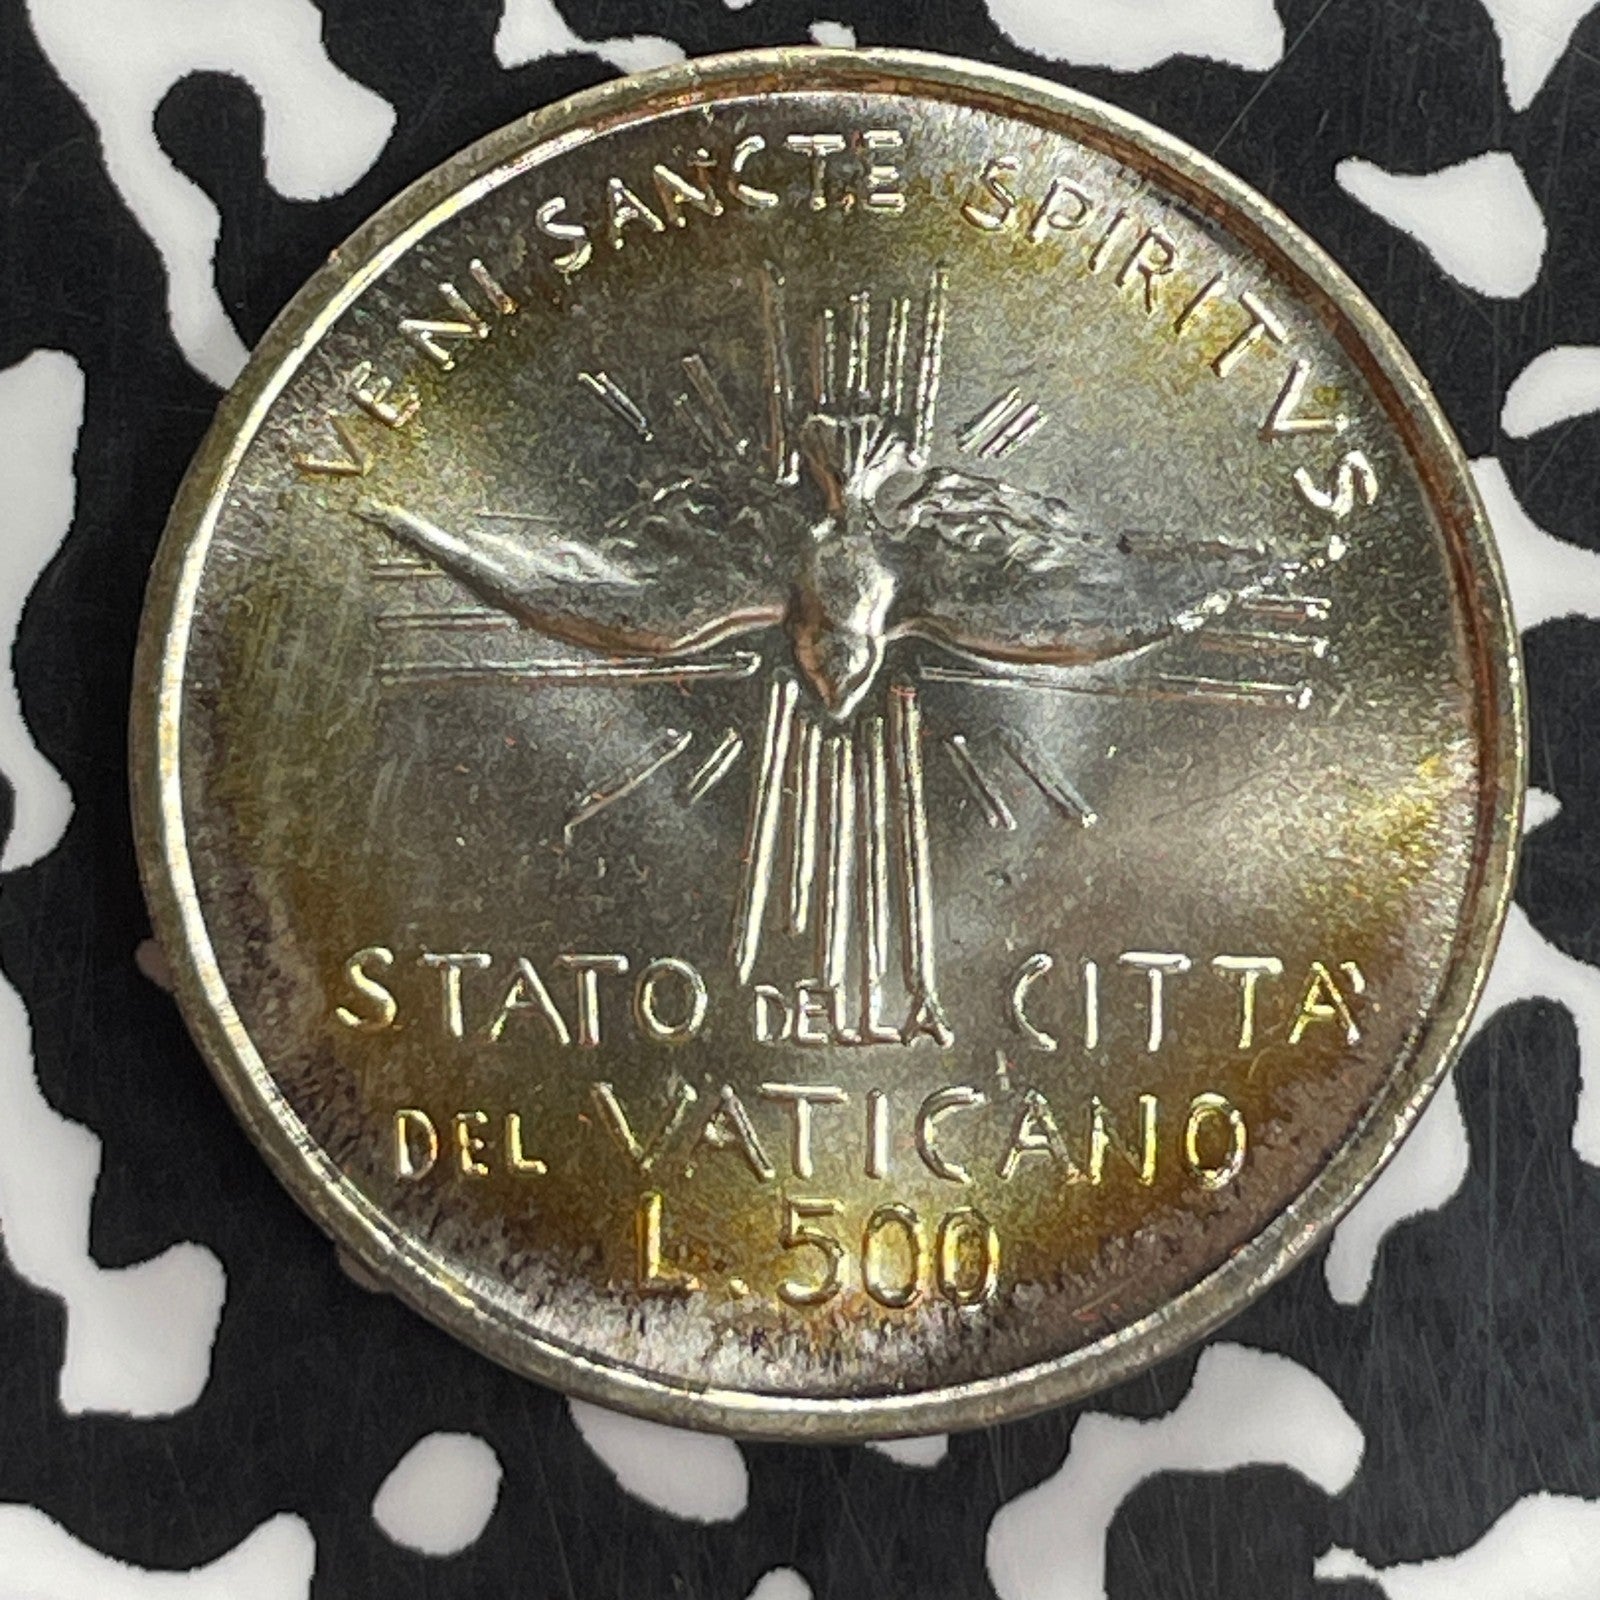 VENI SANCTE SPIRITVS
STATO DELLA CITTA'
DEL VATICANO
L. 500